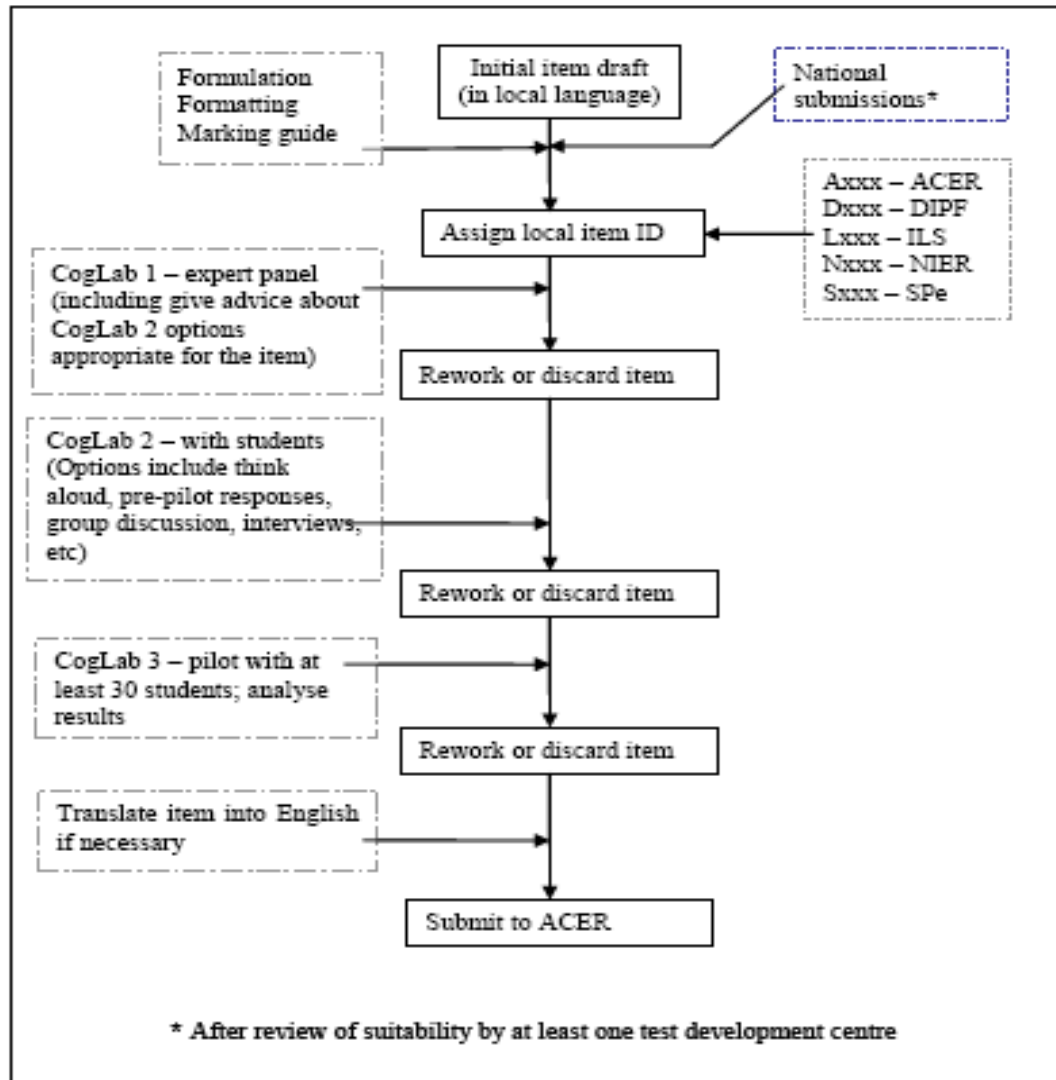 Initial item draft
(in local language)
Formulation
Formatting
Marking guide
National
submissions*
Assign local item ID
Axxx – ACER
Dxxx – DIPF
Lxxx – ILS
Nxxx – NIER
Sxxx – SPe
CogLab 1 – expert panel
(including give advice about
CogLab 2 options
appropriate for the item)
Rework or discard item
CogLab 2 – with students
(Options include think
aloud, pre-pilot responses,
group discussion, interviews,
etc)
Rework or discard item
CogLab 3 – pilot with at
least 30 students; analyse
results
Rework or discard item
Translate item into English
if necessary
Submit to ACER
* After review of suitability by at least one test development centre